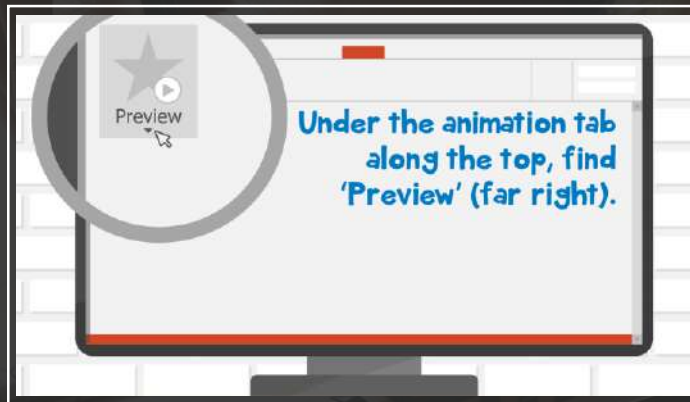 Preview
Under the animation tab
along the top, find
'Preview' (far right).